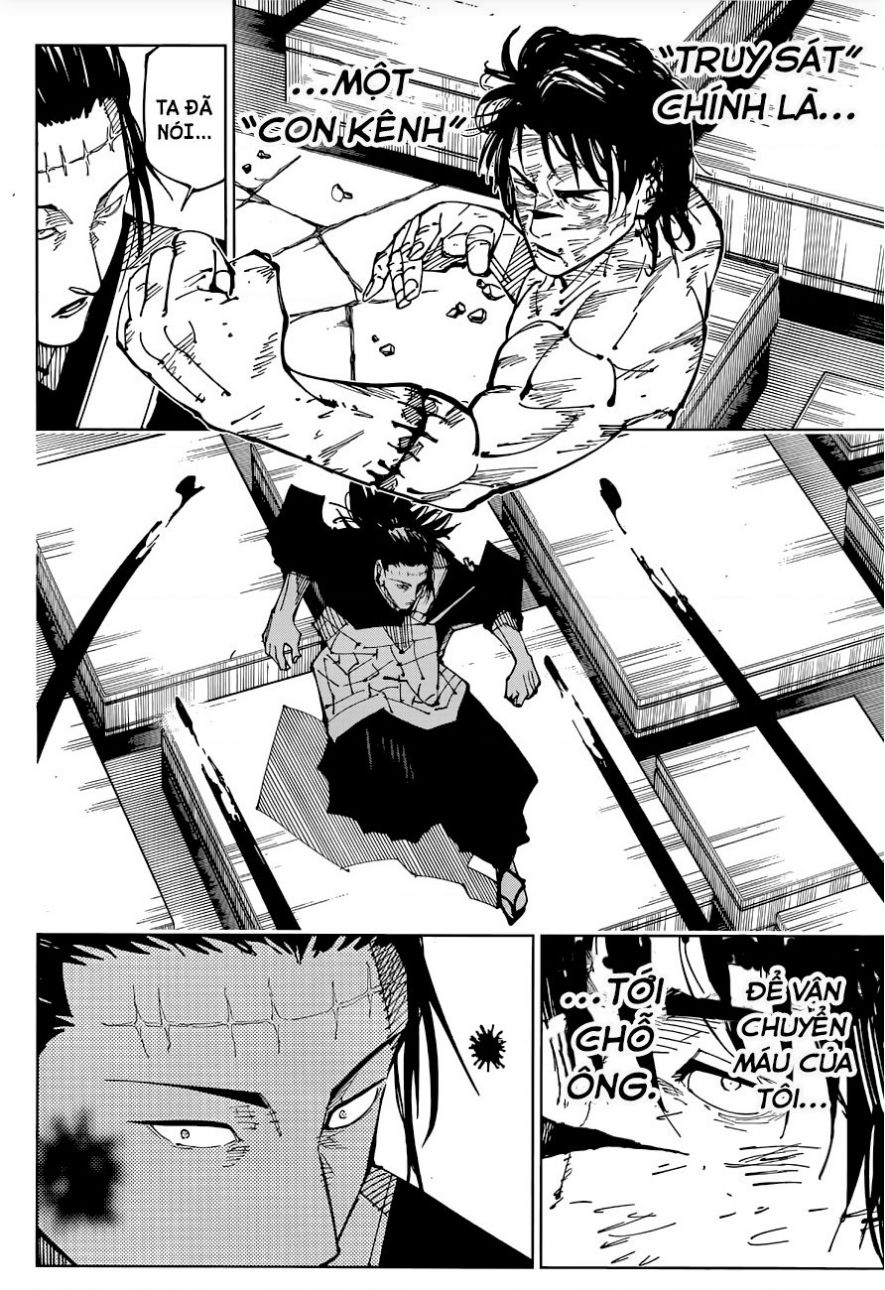 “TRUY SÁT”
CHÍNH LÀ...
...MỘT
“CON KÊNH”
TA ĐÃ
NÓI...
ĐỂ VẬN
CHUYỂN
MÁU CỦA
TÔI...
...TỚI
CHỖ
ÔNG.